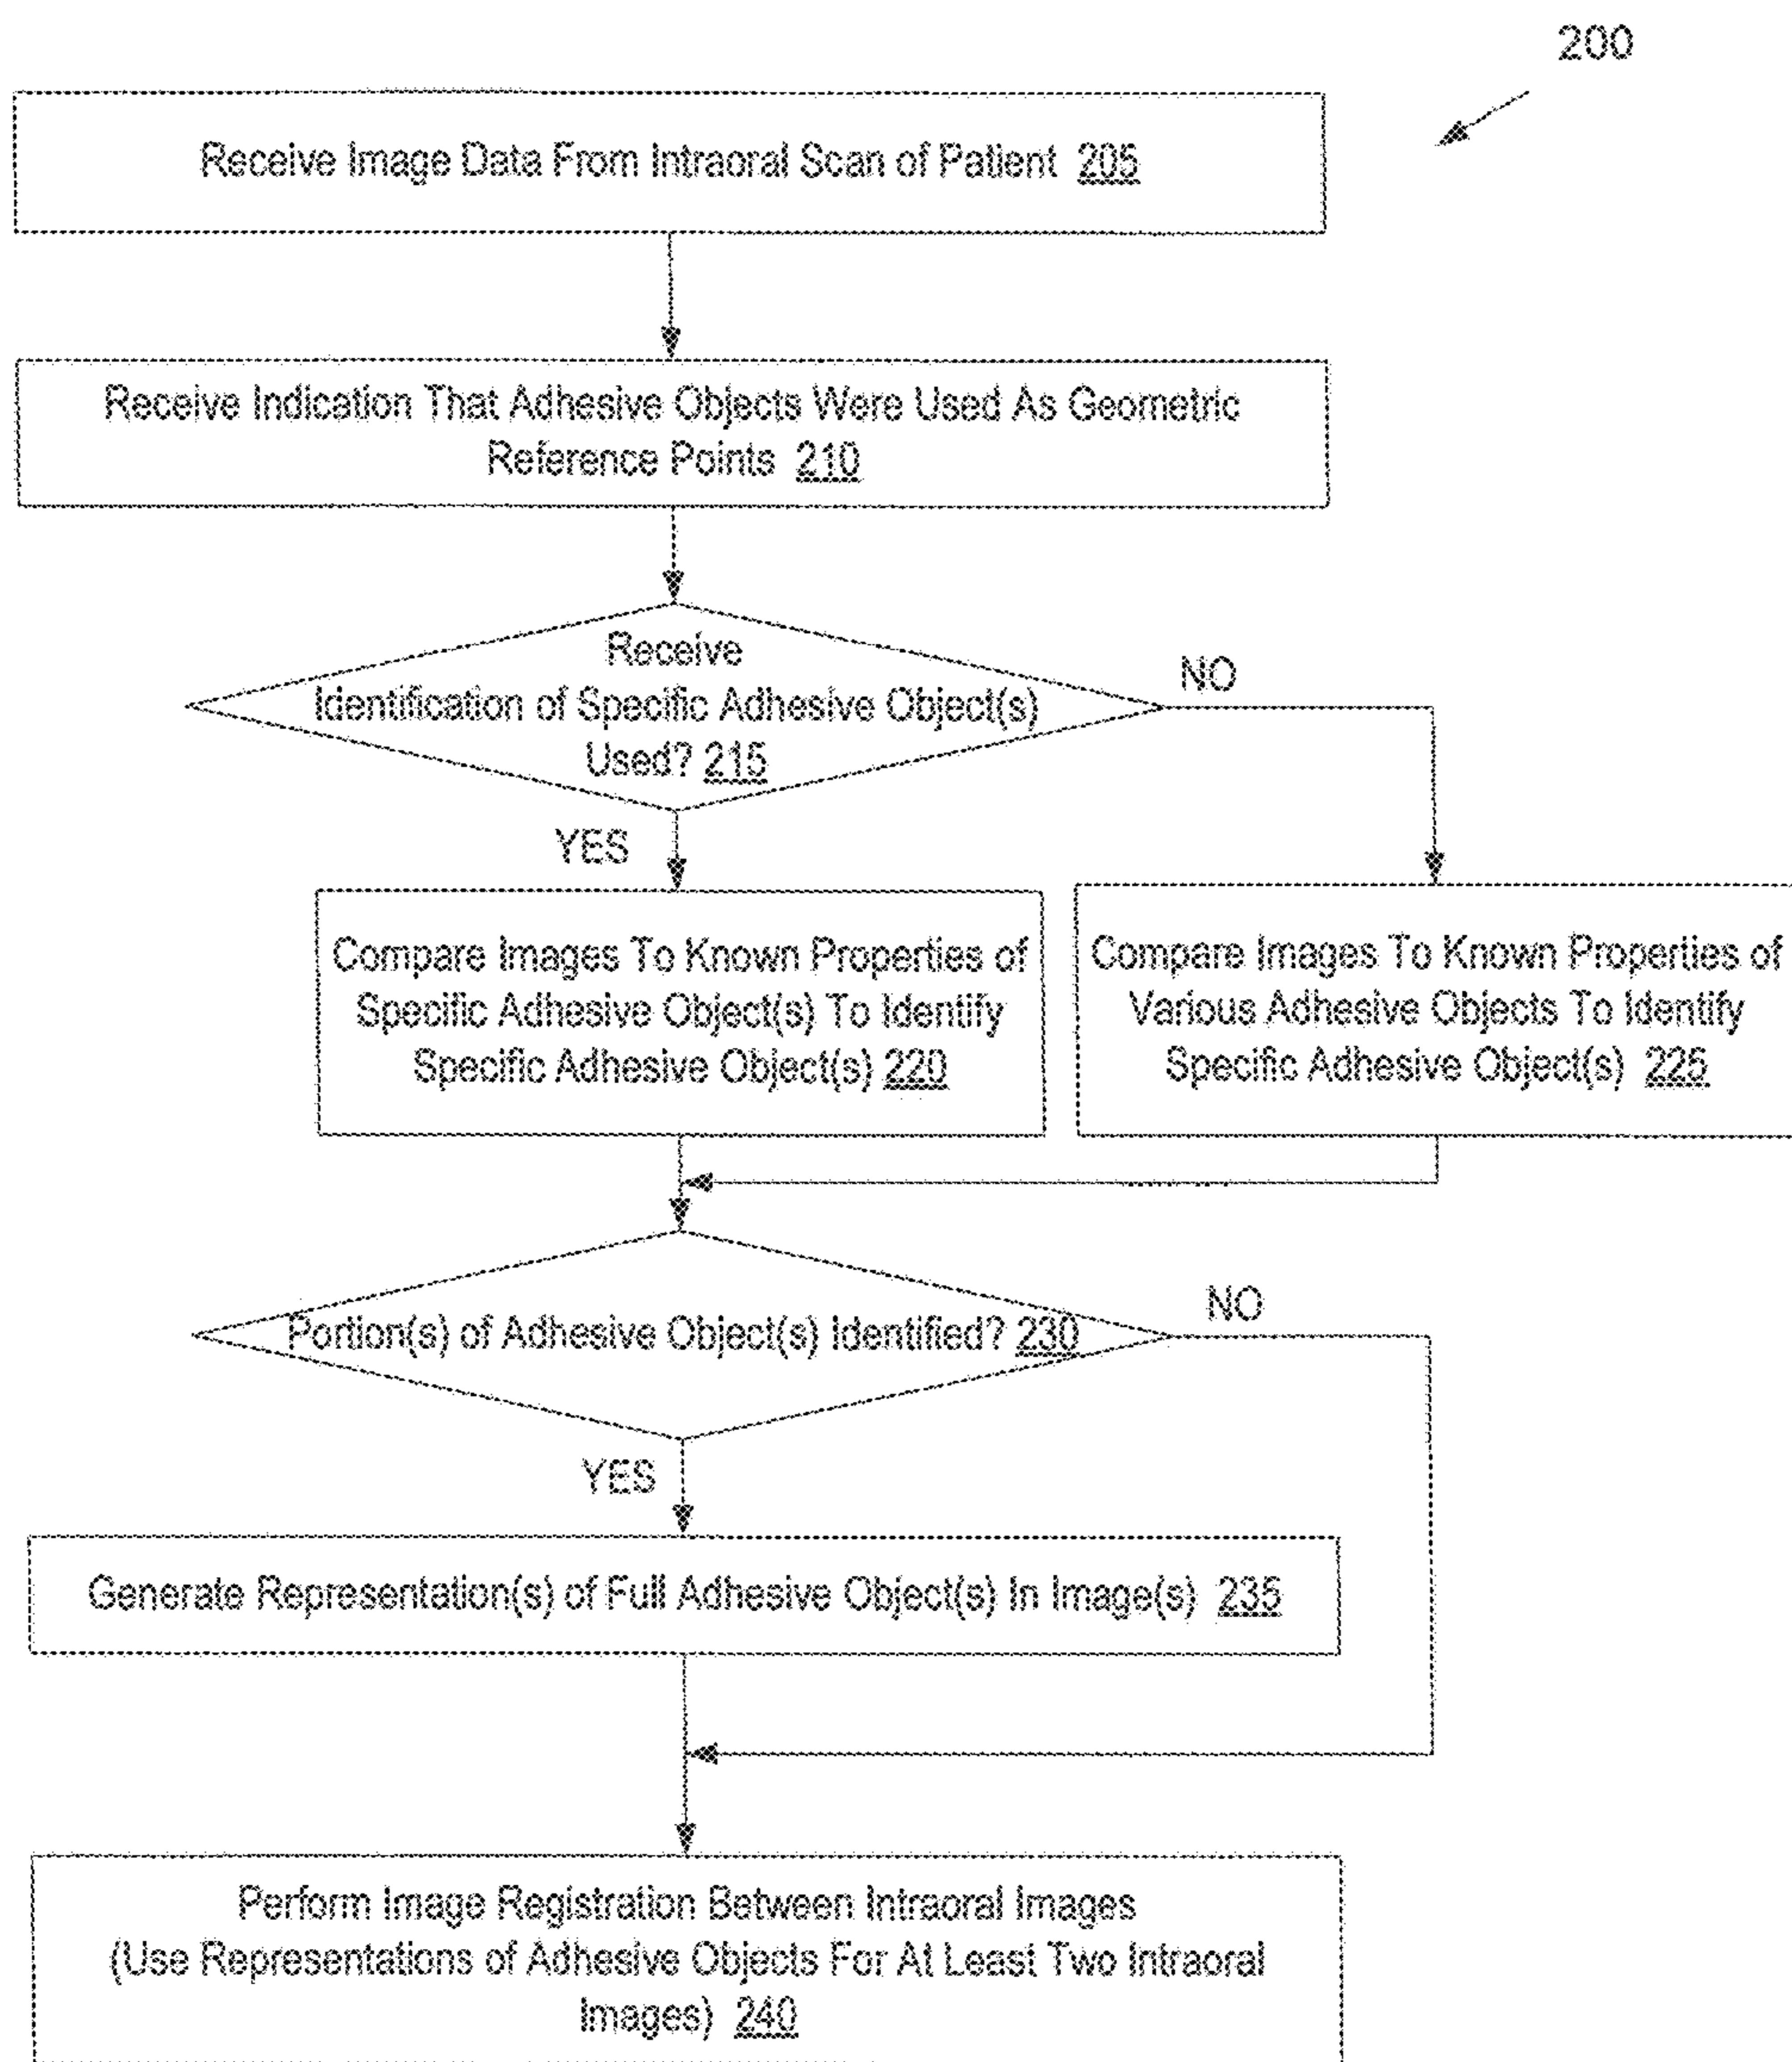 200
Receive Image Data From Intraoral Scan of Patient 205
Receive Indication That Adhesive Objects Were Used As Geometric
Reference Points 210
Receive
Identification of Specific Adhesive Object(s)
Used? 215
NO
YES
Compare Images To Known Properties of
Specific Adhesive Object(s) To Identify
Specific Adhesive Object(s) 220
Compare Images To Known Properties of
Various Adhesive Objects To Identify
Specific Adhesive Object(s) 225
Portion(s) of Adhesive Object(s) Identified? 230
NO
YES
Generate Representation(s) of Full Adhesive Object(s) In Image(s) 235
Perform Image Registration Between Intraoral Images
(Use Representations of Adhesive Objects For At Least Two Intraoral
Images) 240